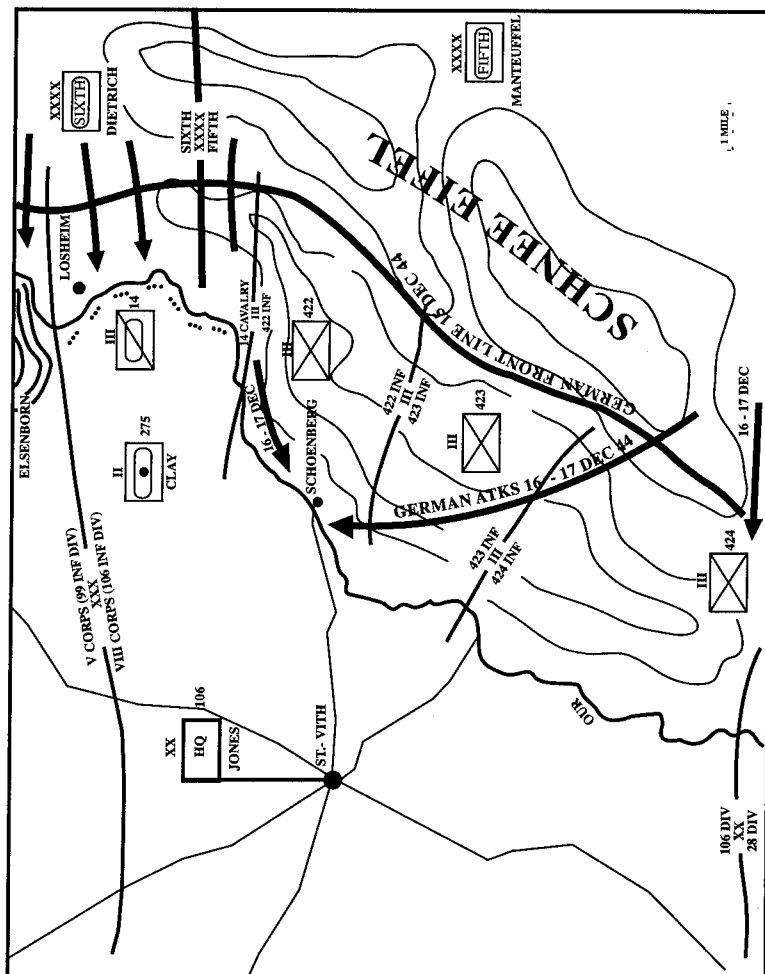 XXXX
SIXTH
DIETRICH
XXXX
FIFTH
MANTEUFFEL
SIXTH
XXXX
FIFTH
SCHNEE EIFEL
1 MILE
LOSHEIM
ELSENBORN
III
14
II
275
CLAY
14 CAVALRY
III
422 INF
16 - 17 DEC
III
422
SCHOENBERG
GERMAN FRONT LINE 15 DEC 44
422 INF
III
423 INF
III
423
GERMAN ATKS 16 - 17 DEC 44
423 INF
III
424 INF
16 - 17 DEC
III
424
V CORPS (99 INF DIV)
XXX
VIII CORPS (106 INF DIV)
XX
106
HQ
JONES
ST.- VITH
OUR
106 DIV
XX
28 DIV